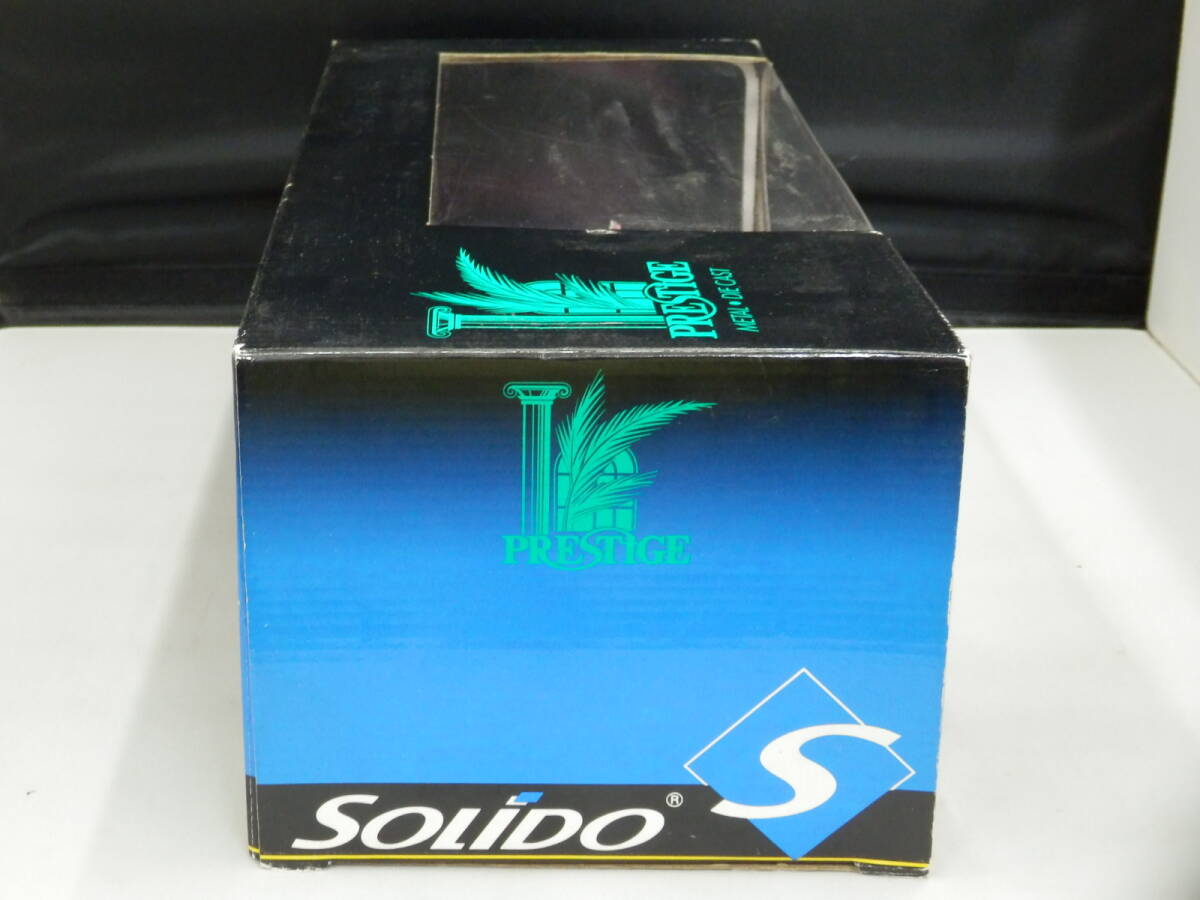 PRESTIGE
METAL • DIE CAST
PRESTIGE
SOLIDO®
S